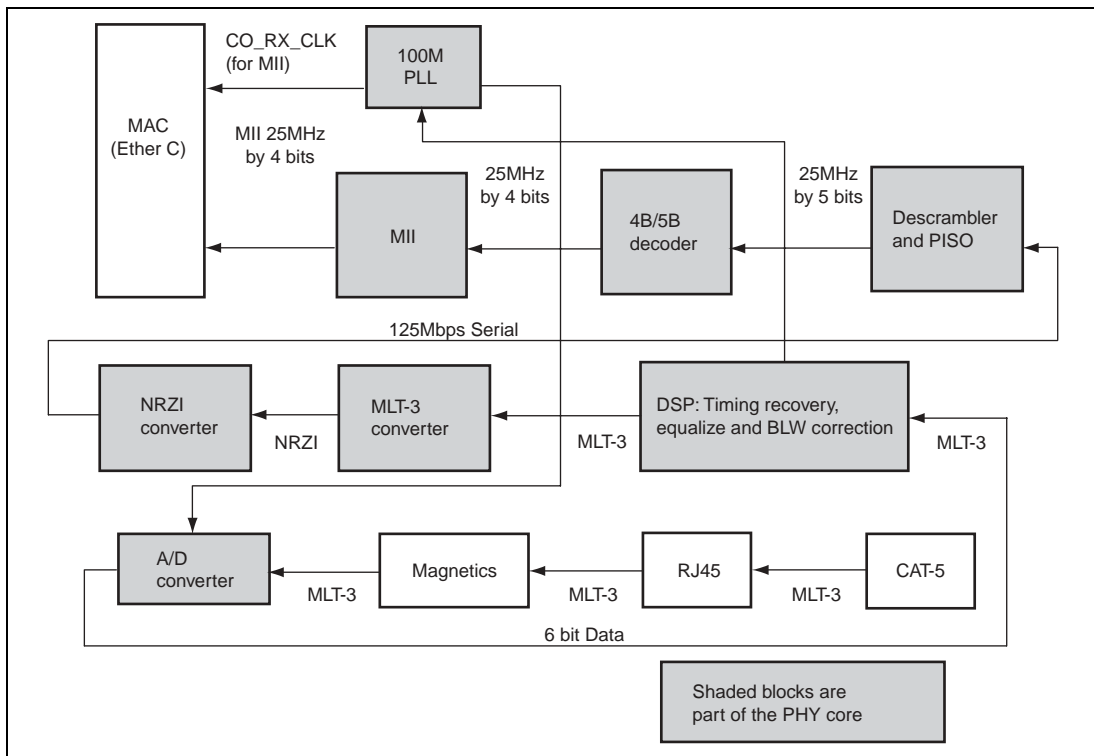 CO_RX_CLK
(for MII)
100M
PLL
MAC
(Ether C)
MII 25MHz
by 4 bits
25MHz
by 4 bits
25MHz
by 5 bits
MII
4B/5B
decoder
Descrambler
and PISO
125Mbps Serial
NRZI
converter
NRZI
MLT-3
converter
MLT-3
DSP: Timing recovery,
equalize and BLW correction
MLT-3
A/D
converter
MLT-3
Magnetics
MLT-3
RJ45
MLT-3
CAT-5
6 bit Data
Shaded blocks are
part of the PHY core